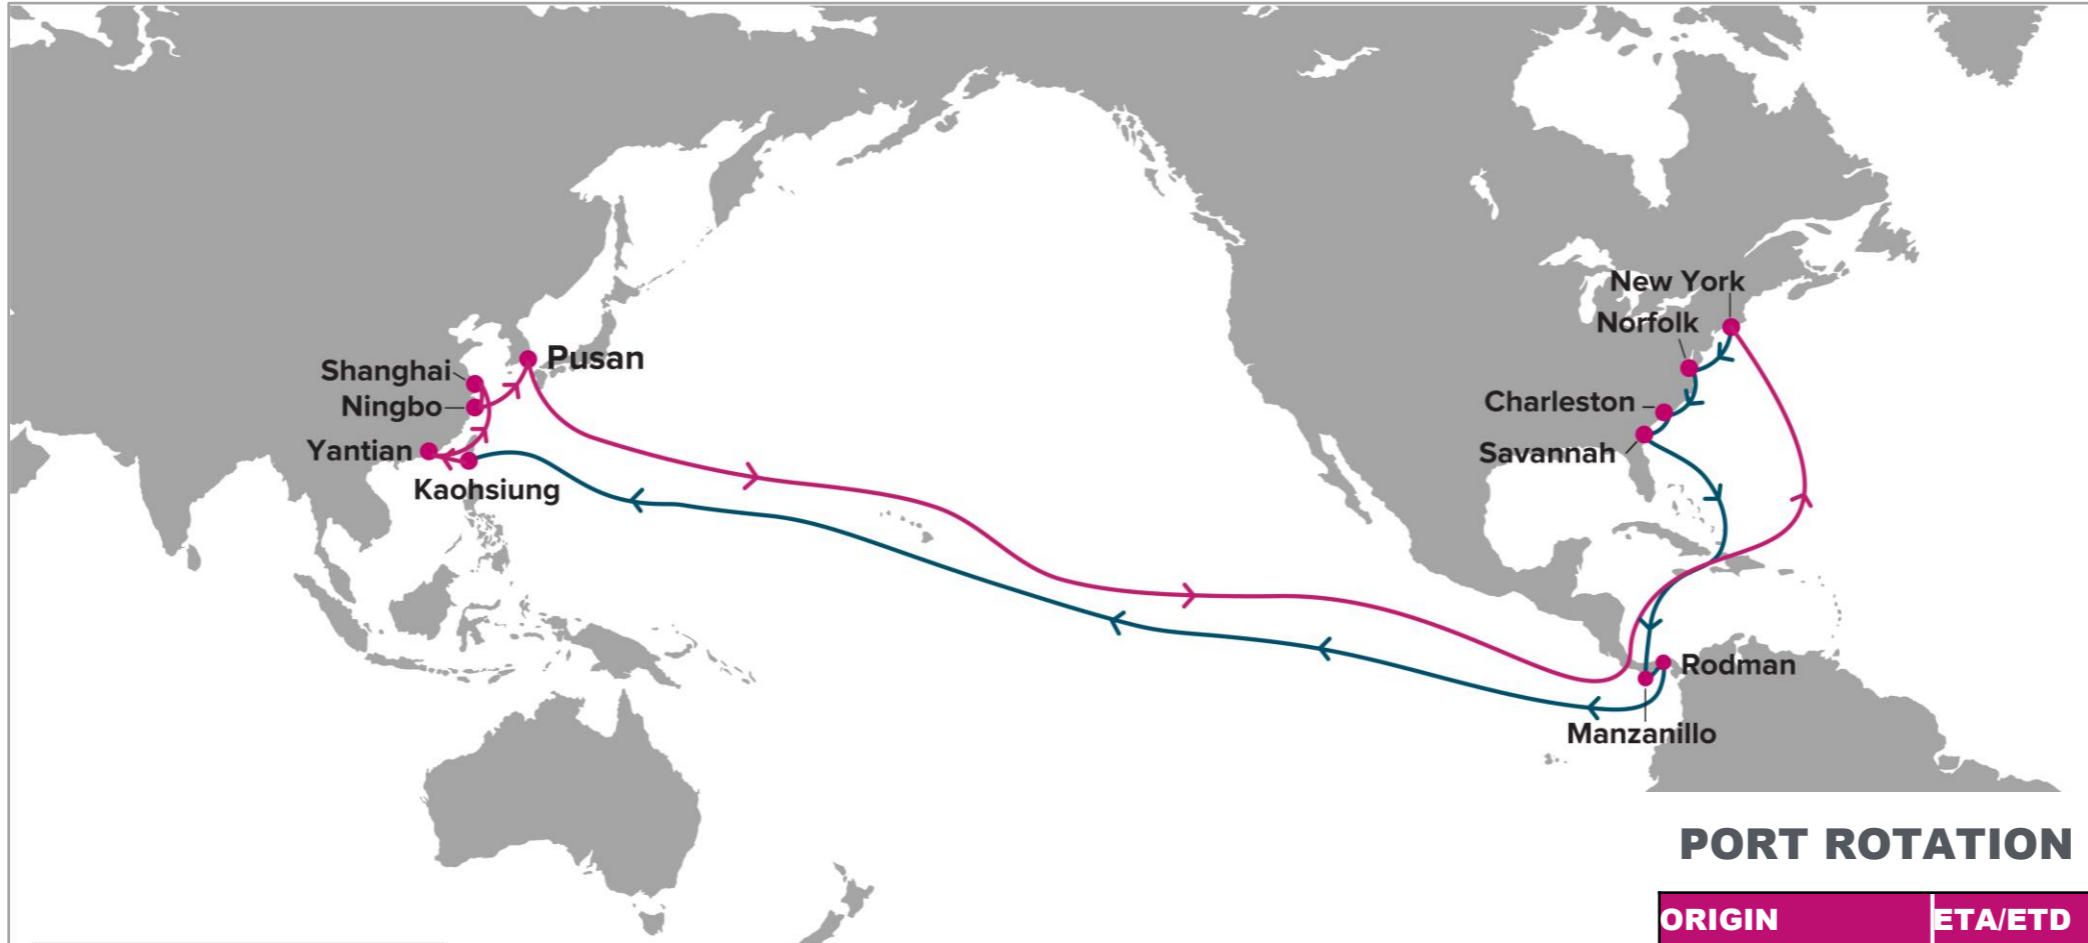 New York
Norfolk
Shanghai
Pusan
Ningbo
Charleston
Yantian
Savannah
Kaohsiung
Rodman
Manzanillo
PORT ROTATION
ORIGIN ETA/ETD